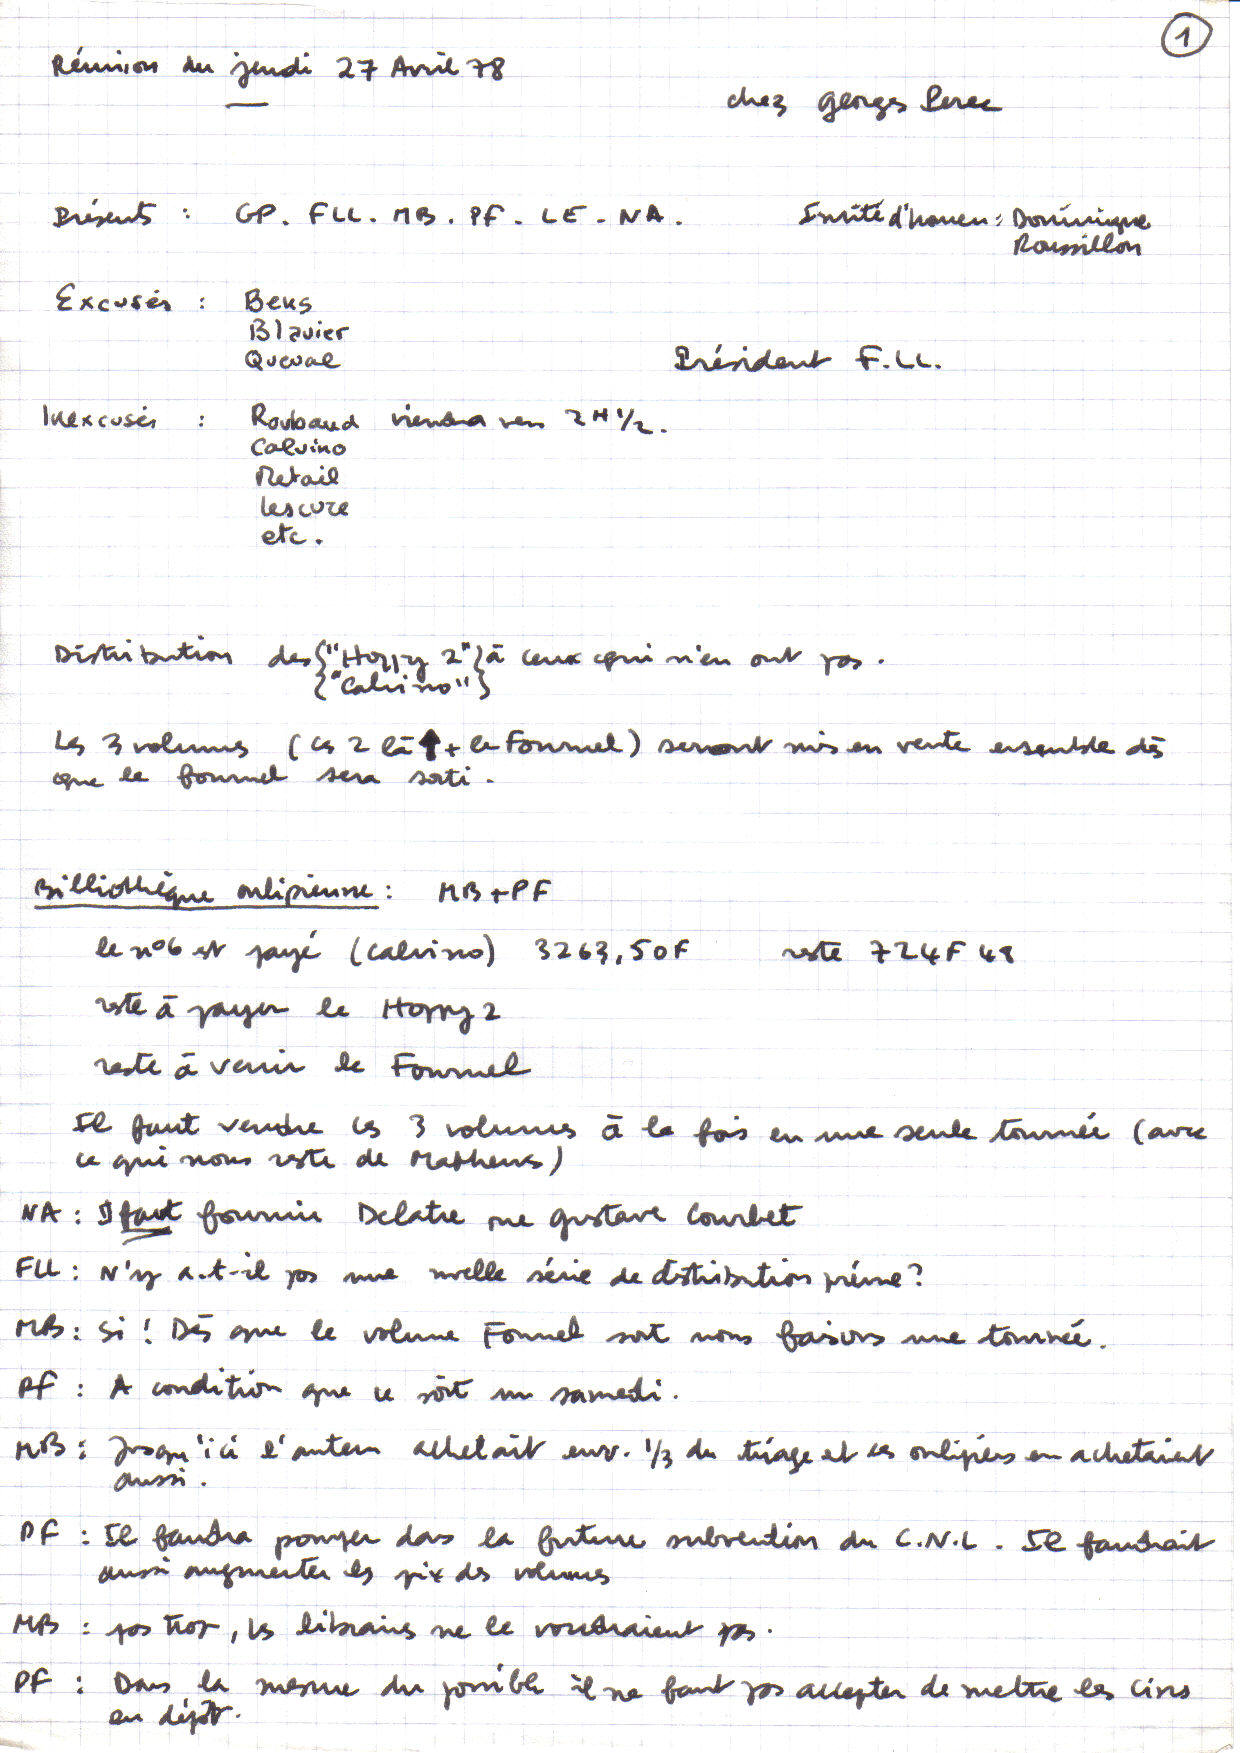 1
Réunion du jeudi 27 Avril 78
chez Georges Perec
Présents : GP. FLL. MB. PF. LE. NA. Invité d'honneur : Dominique
Roussillon
Excusés : Bens
Blavier
Queval
Président F.LL.
Inexcusés : Roubaud viendra vers 2H 1/2.
Calvino
Metail
Lescure
etc.
Distribution des {"Hoppy 2"} à ceux qui n'en ont pas.
{"Calvino"}
Les 3 volumes (les 2 là ↑ + le Fournel) seront mis en vente ensemble dès
que le fournel sera sorti.
Bibliothèque oulipienne : MB + PF
le n°6 est payé (Calvino) 3263,50F reste 724F 49
reste à payer le Hoppy 2
reste à venir le Fournel
Il faut vendre les 3 volumes à la fois en une seule tournée (avec
ce qui nous reste de Mathews)
NA : Il faut fournir Delatre rue Gustave Courbet
FLL : N'y a-t-il pas une nouvelle série de distribution prévue ?
MB : Si ! Dès que le volume Fournel sort nous faisons une tournée.
PF : A condition que ce soit un samedi.
MB : Jusqu'ici l'auteur achetait env. 1/3 du tirage et les oulipiens en achetaient
aussi.
PF : Il faudra ponger dans la future subvention du C.N.L. Il faudrait
aussi augmenter les prix des volumes
MB : pas trop, les libraires ne le voudraient pas.
PF : Dans la mesure du possible il ne faut pas accepter de mettre les livres
en dépôt.